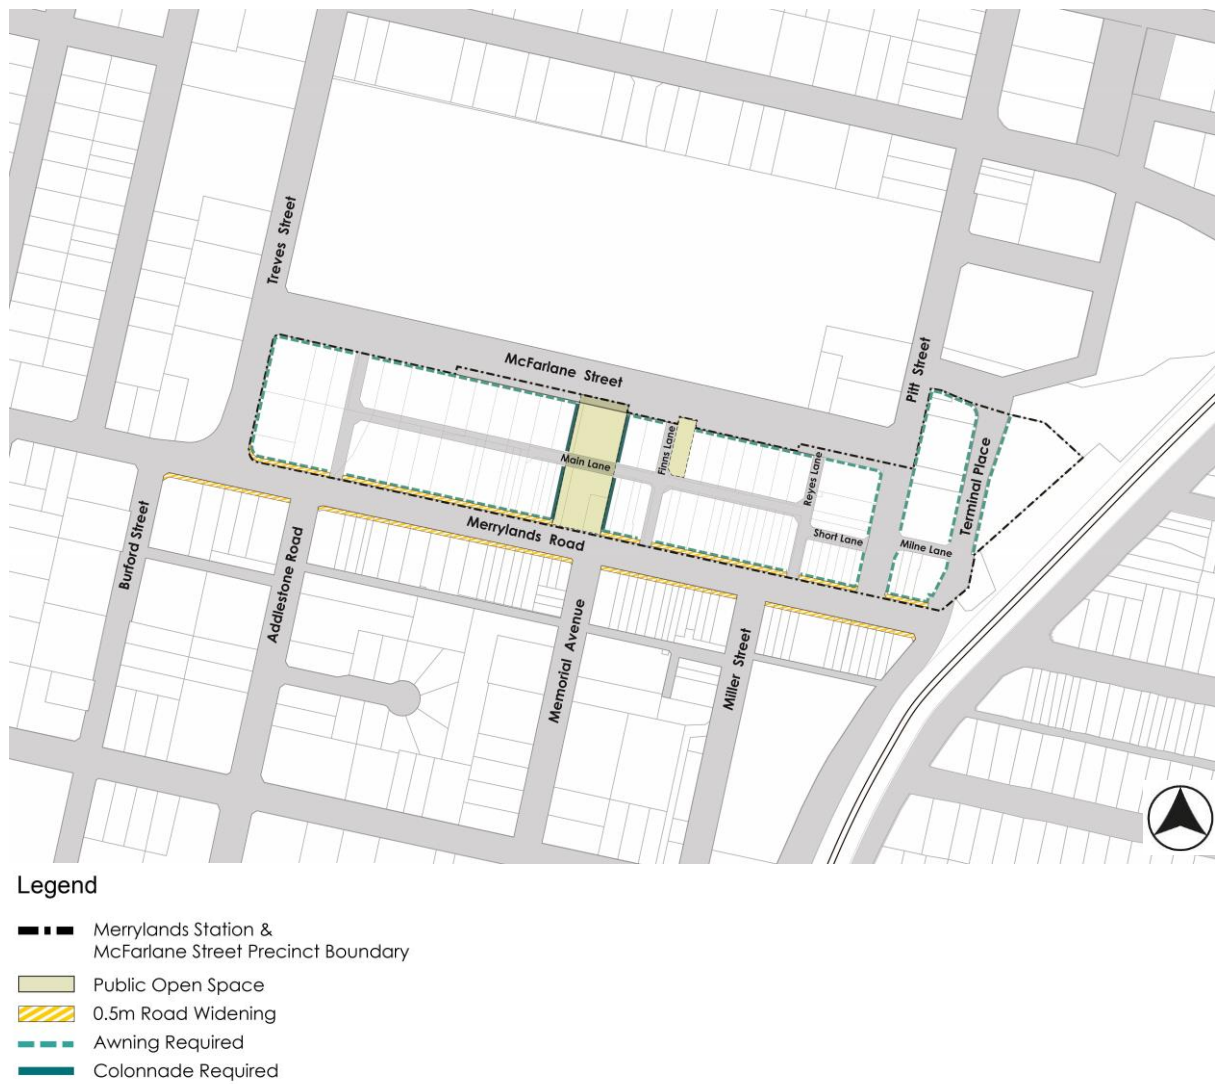 Treves Street
McFarlane Street
Pitt Street
Finns Lane
Main Lane
Reyes Lane
Terminal Place
Short Lane
Milne Lane
Merrylands Road
Burford Street
Addlestone Road
Memorial Avenue
Miller Street
Legend
Merrylands Station &
McFarlane Street Precinct Boundary
Public Open Space
0.5m Road Widening
Awning Required
Colonnade Required